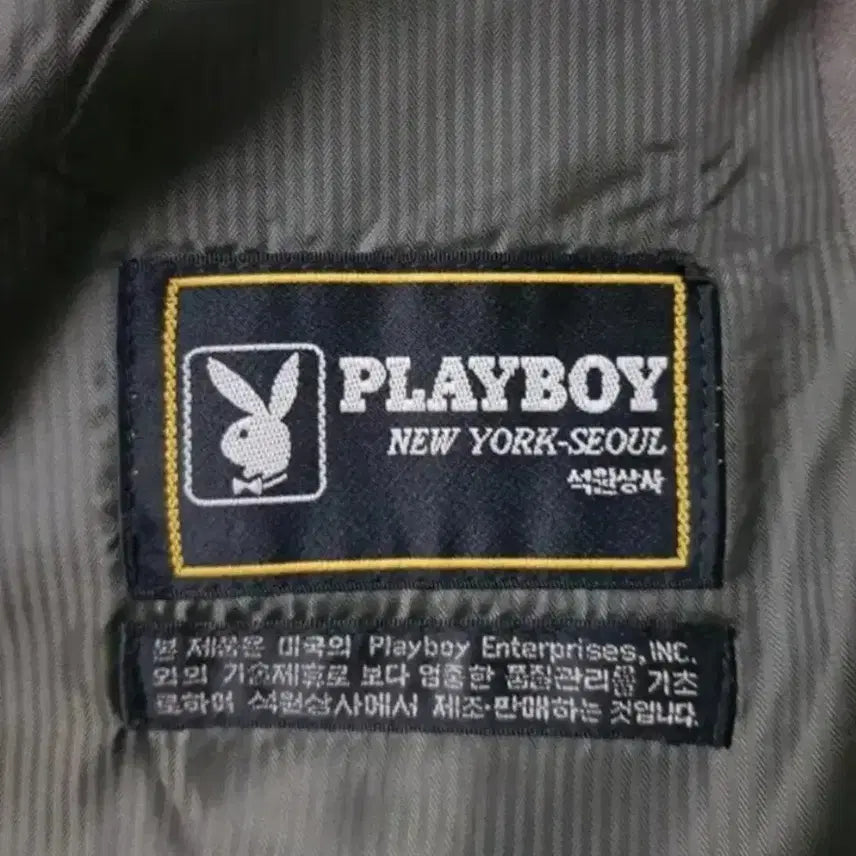 PLAYBOY
NEW YORK-SEOUL
석원상사
본 제품은 미국의 Playboy Enterprises, INC.
와의 기술제휴로 보다 엄중한 품질관리를 기초
로하여 석원상사에서 제조·판매하는 것입니다.